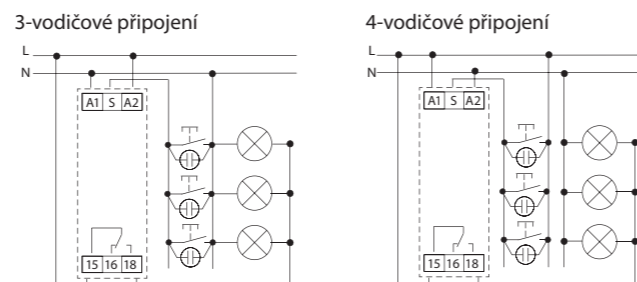 3-vodičové připojení
L
N
A1 S A2
15 16 18
4-vodičové připojení
L
N
A1 S A2
15 16 18